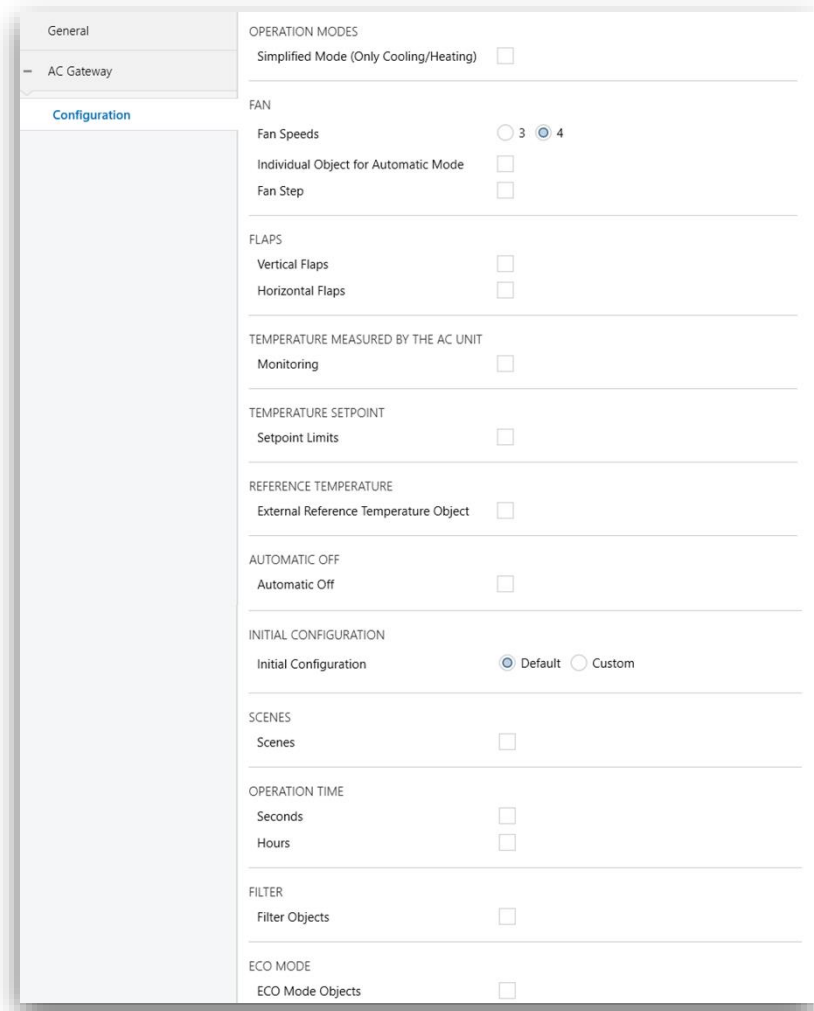 General
AC Gateway
Configuration
OPERATION MODES
Simplified Mode (Only Cooling/Heating)
FAN
Fan Speeds 3 4
Individual Object for Automatic Mode
Fan Step
FLAPS
Vertical Flaps
Horizontal Flaps
TEMPERATURE MEASURED BY THE AC UNIT
Monitoring
TEMPERATURE SETPOINT
Setpoint Limits
REFERENCE TEMPERATURE
External Reference Temperature Object
AUTOMATIC OFF
Automatic Off
INITIAL CONFIGURATION
Initial Configuration Default Custom
SCENES
Scenes
OPERATION TIME
Seconds
Hours
FILTER
Filter Objects
ECO MODE
ECO Mode Objects